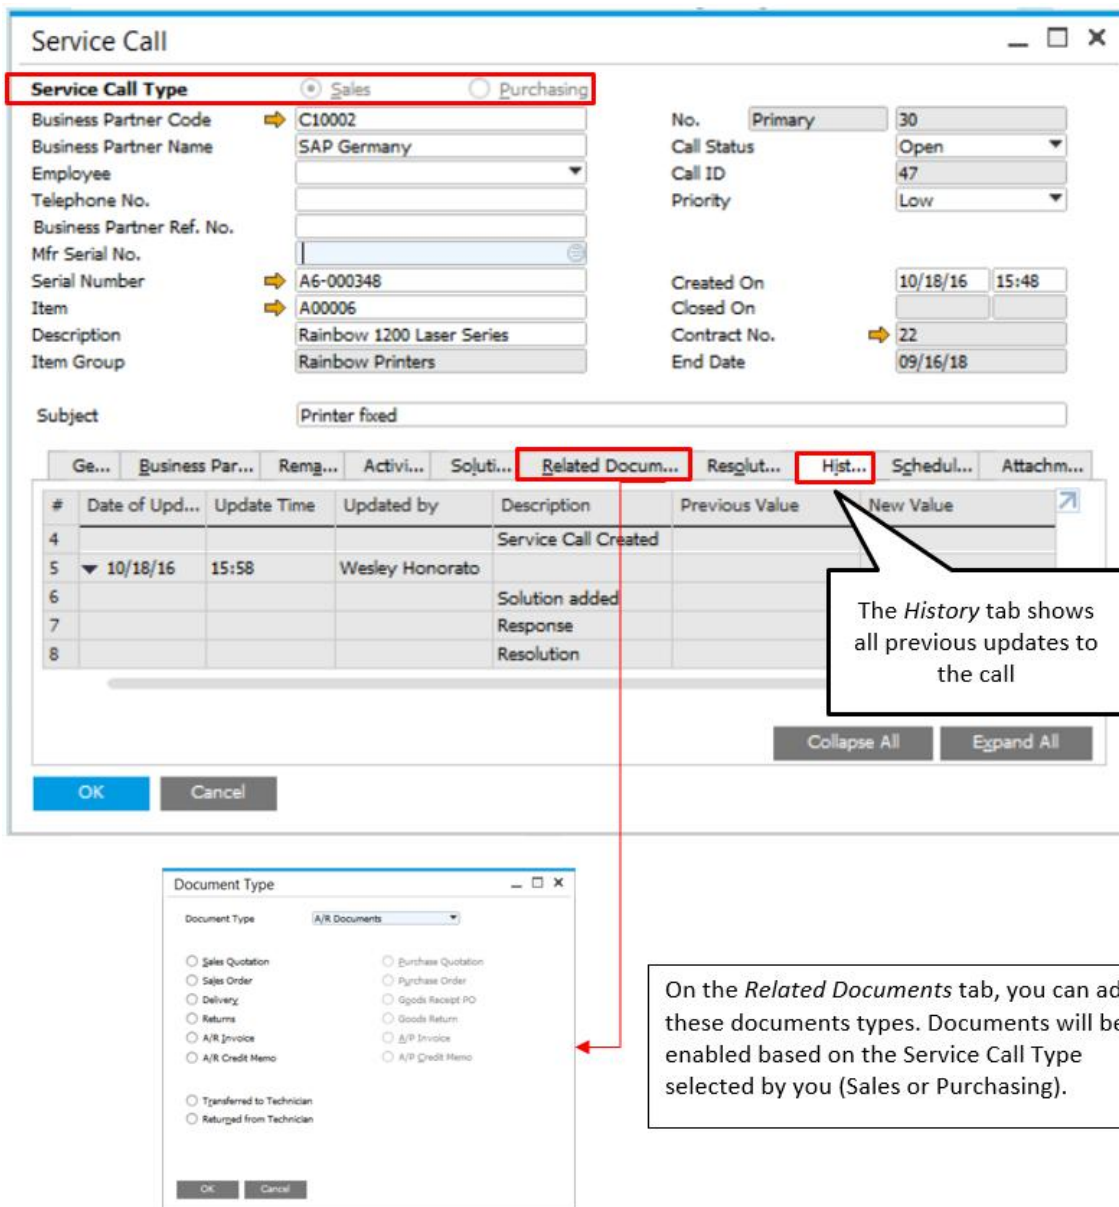 Service Call
Service Call Type Sales Purchasing
Business Partner Code C10002 No. Primary 30
Business Partner Name SAP Germany Call Status Open
Employee Call ID 47
Telephone No. Priority Low
Business Partner Ref. No.
Mfr Serial No.
Serial Number A6-000348 Created On 10/18/16 15:48
Item A00006 Closed On
Description Rainbow 1200 Laser Series Contract No. 22
Item Group Rainbow Printers End Date 09/16/18
Subject Printer fixed
Ge... Business Par... Rema... Activi... Soluti... Related Docum... Resolut... Hist... Schedul... Attachm...
# Date of Upd... Update Time Updated by Description Previous Value New Value
4 Service Call Created
5 10/18/16 15:58 Wesley Honorato
6 Solution added
7 Response
8 Resolution
The History tab shows
all previous updates to
the call
Collapse All Expand All
OK Cancel
Document Type
Document Type A/R Documents
Sales Quotation Purchase Quotation
Sales Order Purchase Order
Delivery Goods Receipt PO
Returns Goods Return
A/R Invoice A/P Invoice
A/R Credit Memo A/P Credit Memo
Transferred to Technician
Returned from Technician
OK Cancel
On the Related Documents tab, you can ad
these documents types. Documents will be
enabled based on the Service Call Type
selected by you (Sales or Purchasing).